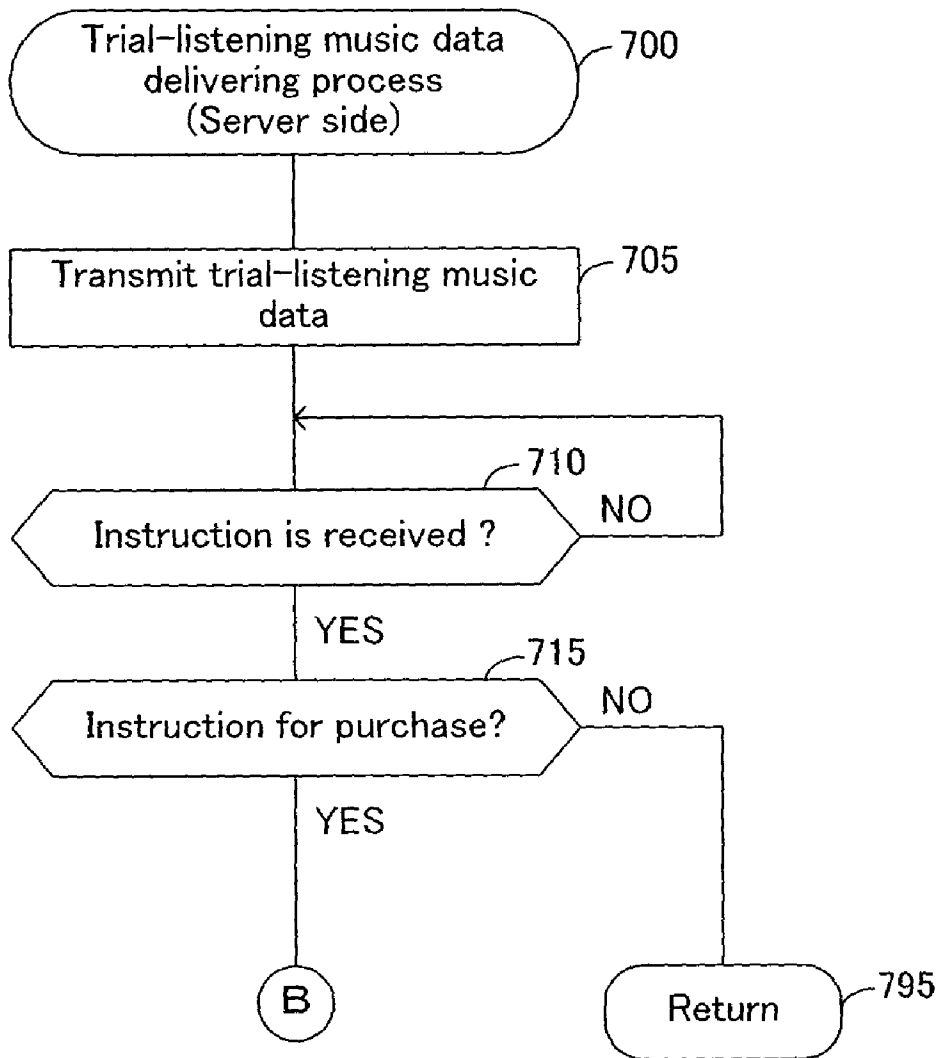 Trial-listening music data
delivering process
(Server side)
700
Transmit trial-listening music
data
705
710
Instruction is received ?
NO
YES
715
Instruction for purchase?
NO
YES
B
Return
795